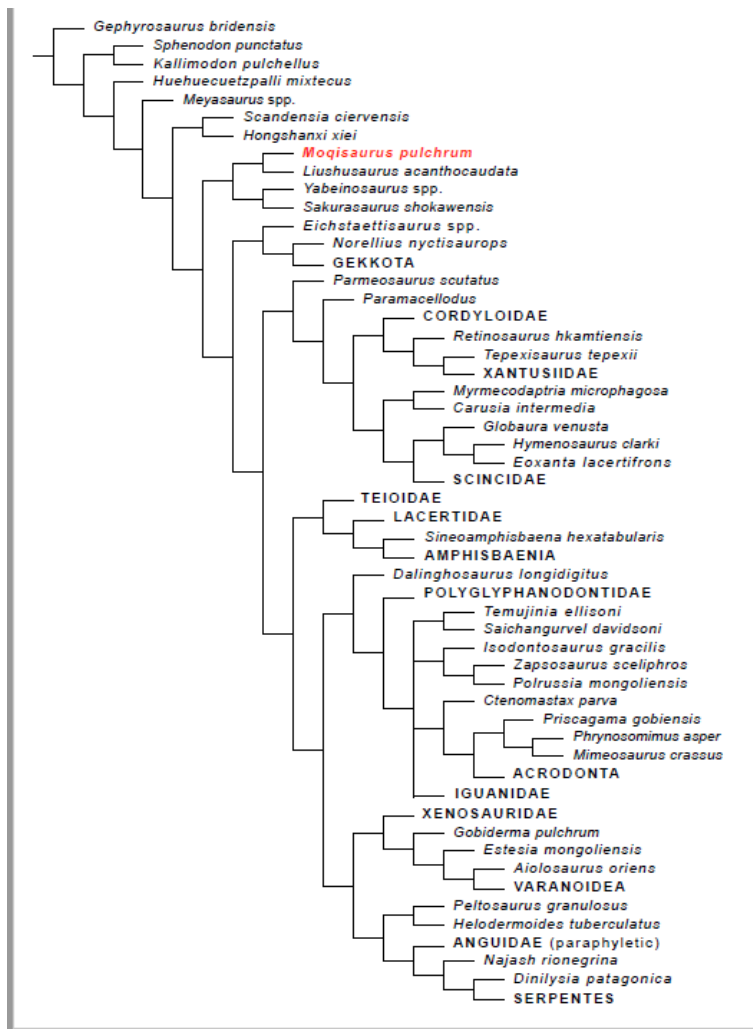 Gephyrosaurus bridensis
Sphenodon punctatus
Kallimodon pulchellus
Huehuecuetzpalli mixtecus
Meyasaurus spp.
Scandensia ciervensis
Hongshanxi xiei
Moqisaurus pulchrum
Liushusaurus acanthocaudata
Yabeinosaurus spp.
Sakurasaurus shokawensis
Eichstaettisaurus spp.
Norellius nyctisaurops
GEKKOTA
Parmeosaurus scutatus
Paramacellodus
CORDYLOIDAE
Retinosaurus hkamtiensis
Tepexisaurus tepexii
XANTUSIIDAE
Myrmecodaptria microphagosa
Carusia intermedia
Globaura venusta
Hymenosaurus clarki
Eoxanta lacertifrons
SCINCIDAE
TEIOIDAE
LACERTIDAE
Sineoamphisbaena hexatabularis
AMPHISBAENIA
Dalinghosaurus longidigitus
POLYGLYPHANODONTIDAE
Temujinia ellisoni
Saichangurvel davidsoni
Isodontosaurus gracilis
Zapsosaurus sceliphros
Polrussia mongoliensis
Ctenomastax parva
Priscagama gobiensis
Phrynosomimus asper
Mimeosaurus crassus
ACRODONTA
IGUANIDAE
XENOSAURIDAE
Gobiderma pulchrum
Estesia mongoliensis
Aiolosaurus oriens
VARANOIDEA
Peltosaurus granulosus
Helodermoides tuberculatus
ANGUIDAE (paraphyletic)
Najash rionegrina
Dinilysia patagonica
SERPENTES